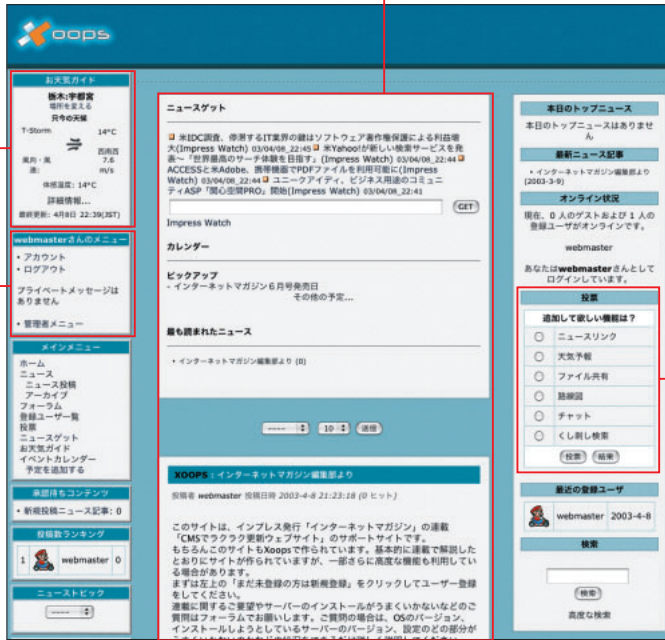 xoops
お天気ガイド
栃木:宇都宮
場所を変える
只今の天候
T-Storm 14°C
風向・風速: 西南西 7.6 m/s
体感温度: 14°C
詳細情報...
最終更新: 4月8日 22:39(JST)
webmasterさんのメニュー
・アカウント
・ログアウト
プライベートメッセージは
ありません
・管理者メニュー
メインメニュー
ホーム
ニュース
ニュース投稿
アーカイブ
フォーラム
登録ユーザ一覧
投票
ニュースゲット
お天気ガイド
イベントカレンダー
予定を追加する
承認待ちコンテンツ
・新規投稿ニュース記事: 0
投稿数ランキング
1 webmaster 0
ニューストピック
----
ニュースゲット
米IDC調査、停滞するIT業界の鍵はソフトウェア著作権保護による利益増
大(Impress Watch) 03/04/08_22:45 米Yahoo!が新しい検索サービスを発
表～「世界最高のサーチ体験を目指す」(Impress Watch) 03/04/08_22:44
ACCESSと米Adobe、携帯機器でPDFファイルを利用可能に(Impress
Watch) 03/04/08_22:44 ユニークアイディ、ビジネス用途のコミュニ
ティASP「関心空間PRO」開始(Impress Watch) 03/04/08_22:41
GET
Impress Watch
カレンダー
ピックアップ
- インターネットマガジン6月号発売日
その他の予定...
最も読まれたニュース
・インターネットマガジン編集部より (0)
---- 10 送信
XOOPS : インターネットマガジン編集部より
投稿者 webmaster 投稿日時 2003-4-8 21:23:18 (0 ヒット)
このサイトは、インプレス発行「インターネットマガジン」の連載
「CMSでラクラク更新ウェブサイト」のサポートサイトです。
もちろんこのサイトもXoopsで作られています。基本的に連載で解説した
とおりにサイトが作られていますが、一部さらに高度な機能も利用してい
る場合があります。
まずは左上の「まだ未登録の方は新規登録」をクリックしてユーザー登録
をしてください。
連載に関するご要望やサーバーのインストールがうまくいかないなどのご
質問はフォーラムでお願いします。ご質問の場合は、OSのバージョン、
インストールしようとしているサーバーのバージョン、設定のどの部分が
本日のトップニュース
本日のトップニュースはありませ
ん
最新ニュース記事
・インターネットマガジン編集部より
(2003-3-9)
オンライン状況
現在、0 人のゲストおよび 1 人の
登録ユーザがオンラインです。
webmaster
あなたはwebmasterさんとして
ログインしています。
投票
追加して欲しい機能は？
ニュースリンク
天気予報
ファイル共有
路線図
チャット
くし刺し検索
投票 結果
最近の登録ユーザ
webmaster 2003-4-8
検索
検索
高度な検索